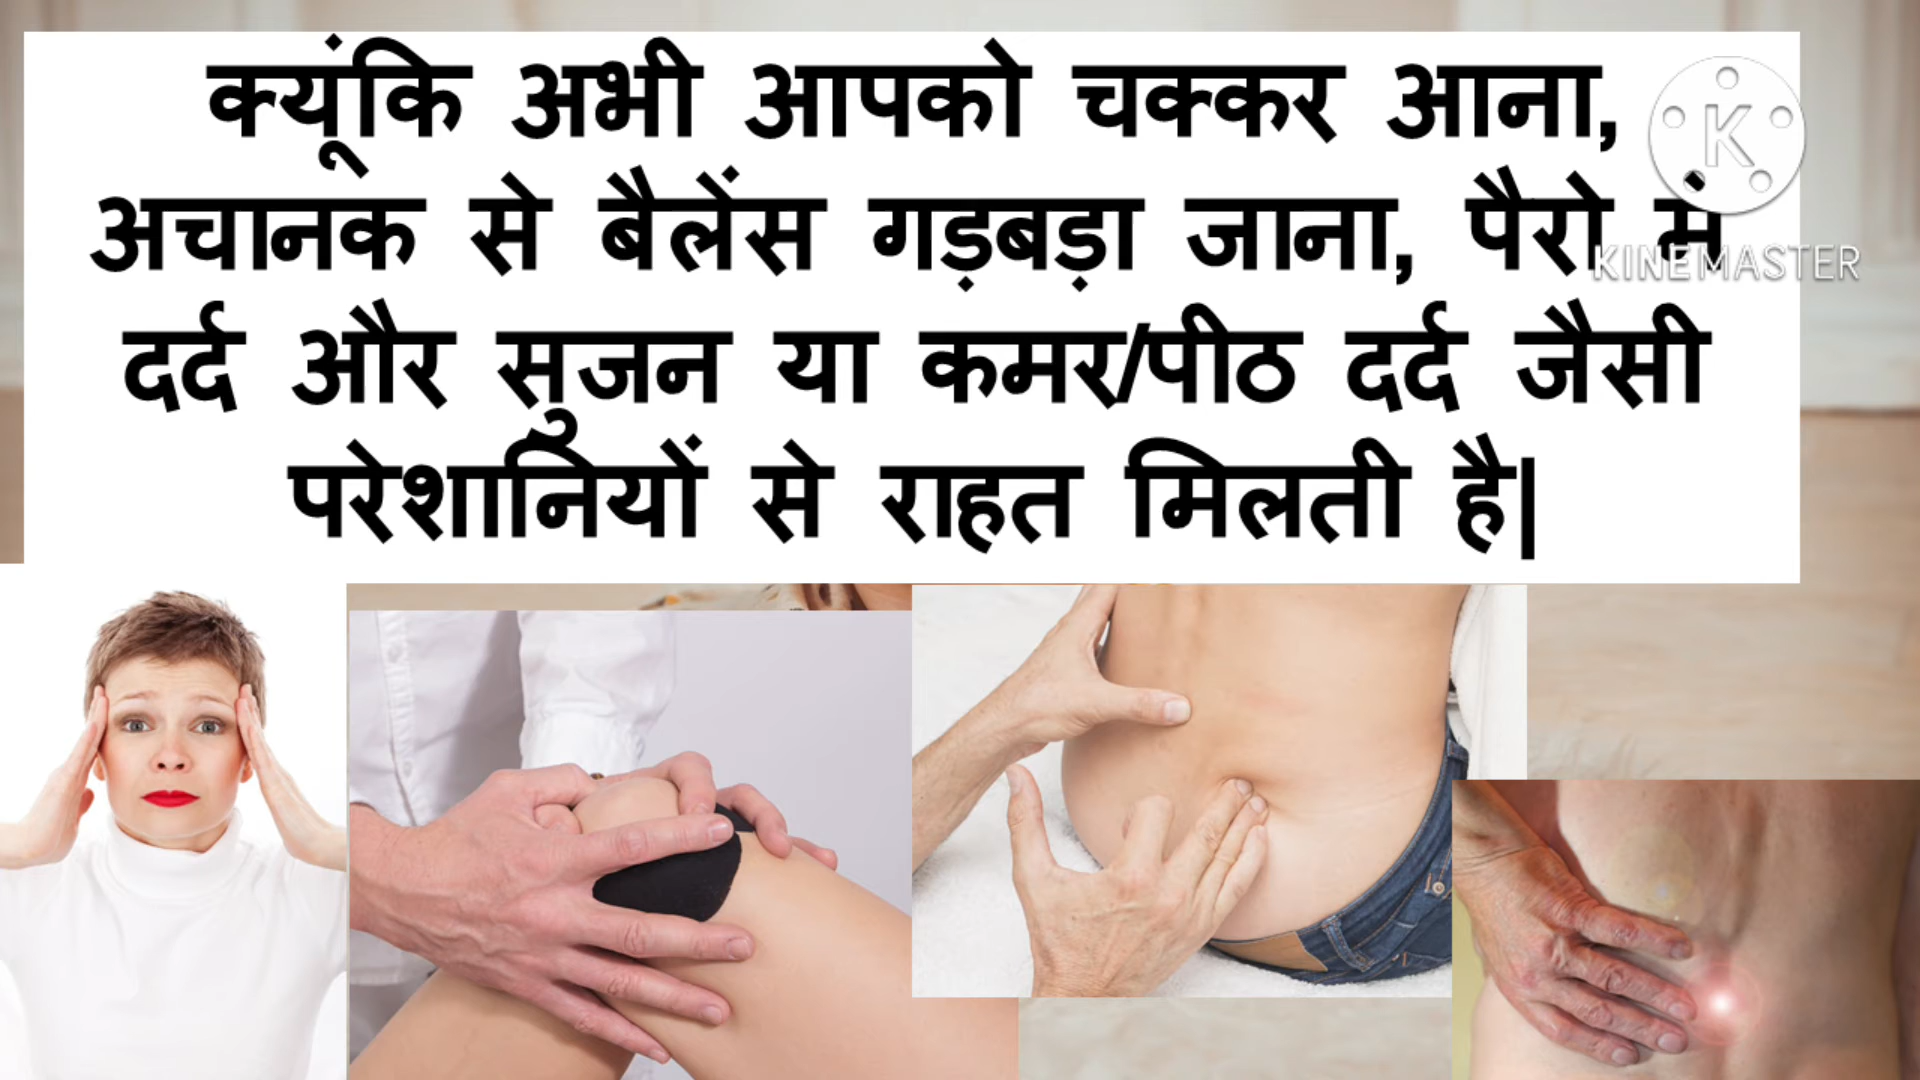 क्यूंकि अभी आपको चक्कर आना,
अचानक से बैलेंस गड़बड़ा जाना, पैरो में
दर्द और सुजन या कमर/पीठ दर्द जैसी
परेशानियों से राहत मिलती है|
K
KINEMASTER